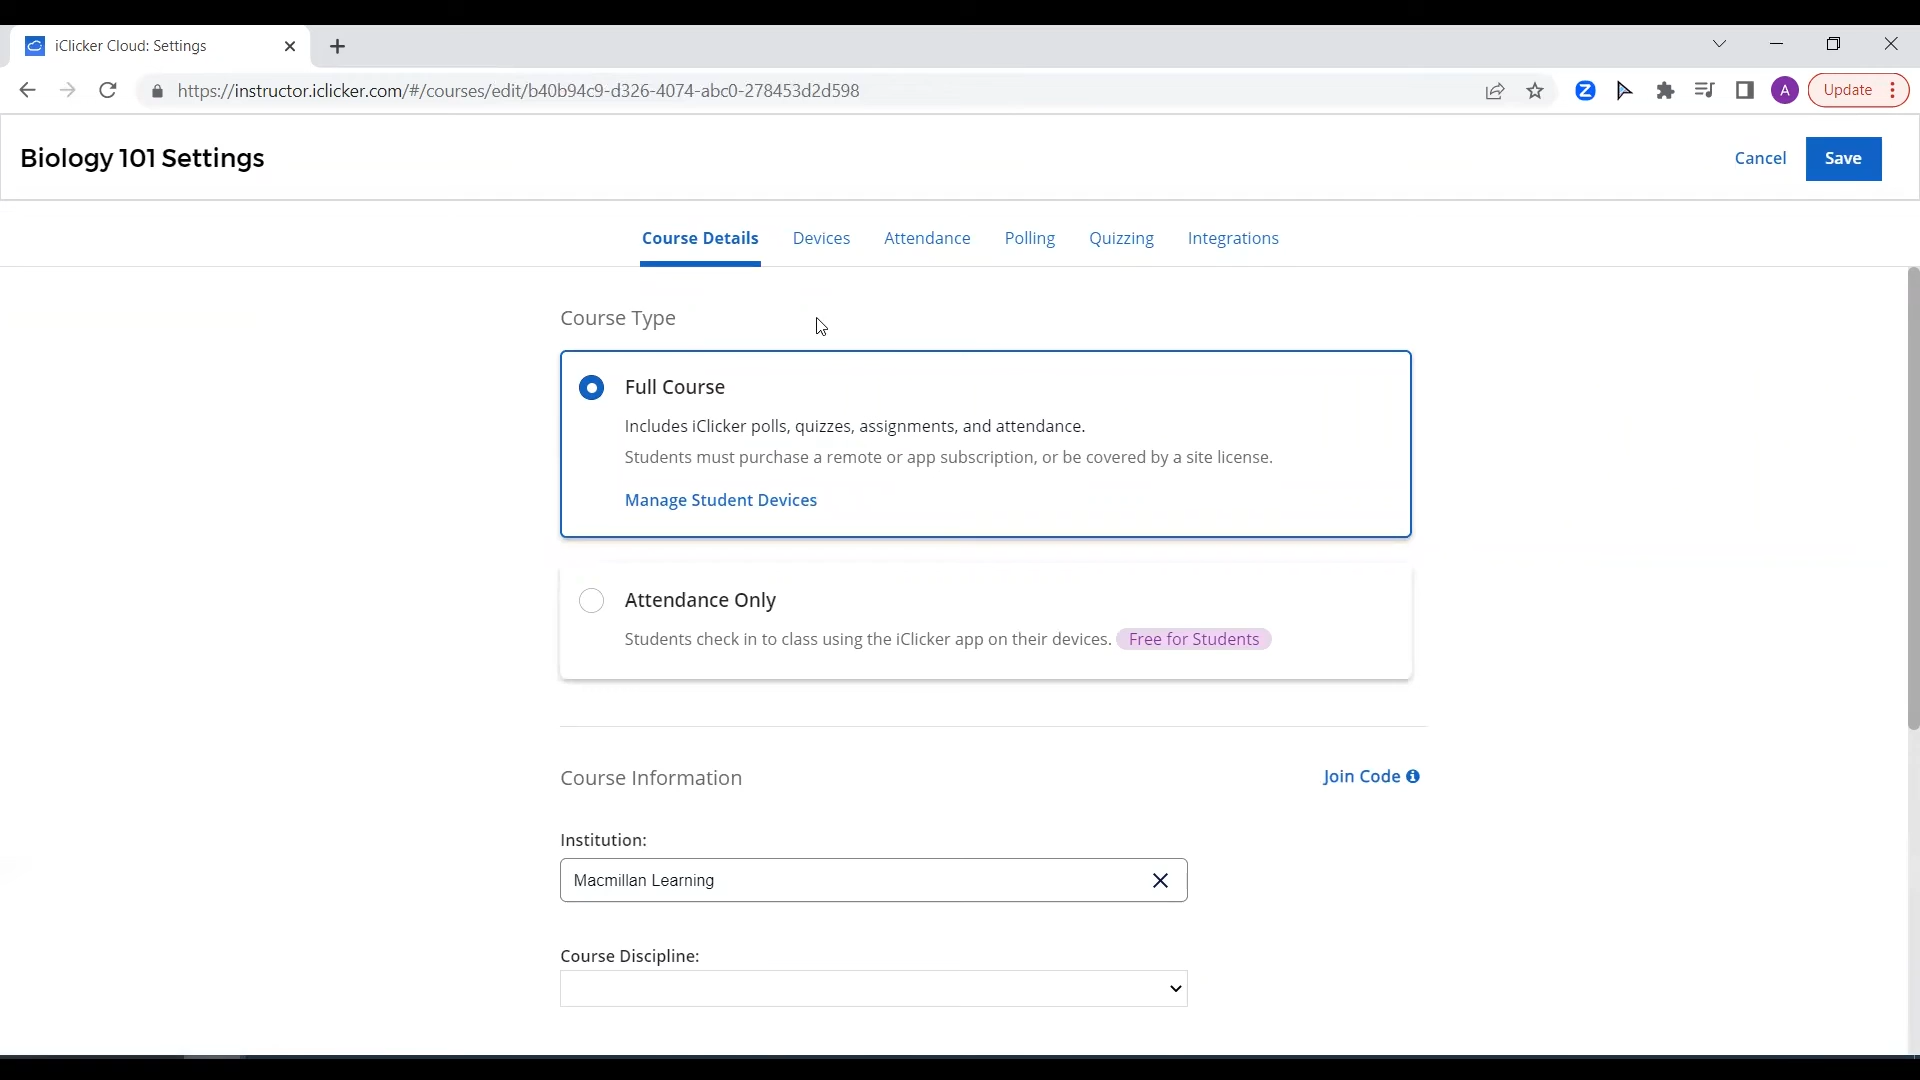 iClicker Cloud: Settings
https://instructor.iclicker.com/#/courses/edit/b40b94c9-d326-4074-abc0-278453d2d598
Z
A
Update
Biology 101 Settings
Cancel
Save
Course Details
Devices
Attendance
Polling
Quizzing
Integrations
Course Type
Full Course
Includes iClicker polls, quizzes, assignments, and attendance.
Students must purchase a remote or app subscription, or be covered by a site license.
Manage Student Devices
Attendance Only
Students check in to class using the iClicker app on their devices. Free for Students
Course Information
Join Code
Institution:
Macmillan Learning
Course Discipline: